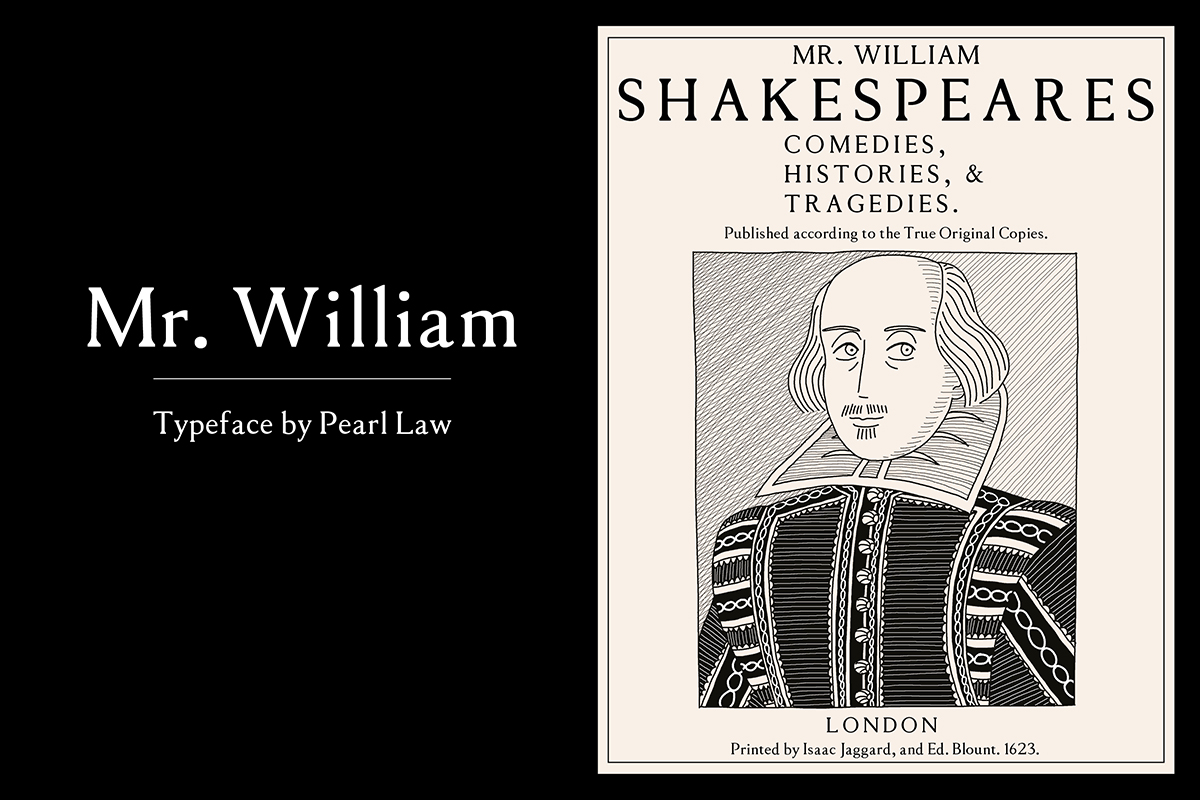 Mr. William
Typeface by Pearl Law
MR. WILLIAM
SHAKESPEARES
COMEDIES,
HISTORIES, &
TRAGEDIES.
Published according to the True Original Copies.
LONDON
Printed by Isaac Jaggard, and Ed. Blount. 1623.